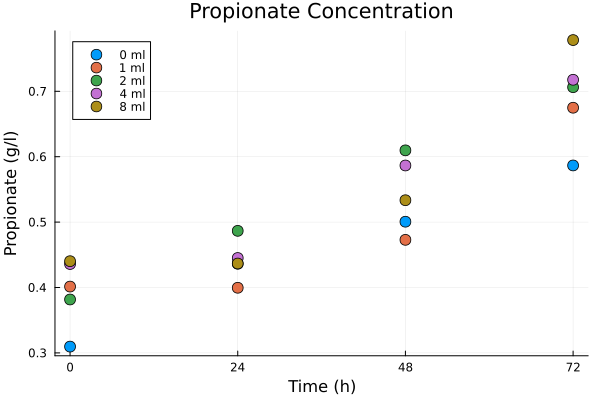 Propionate Concentration
0 ml
1 ml
2 ml
4 ml
8 ml
Propionate (g/l)
0.7
0.6
0.5
0.4
0.3
0 24 48 72
Time (h)